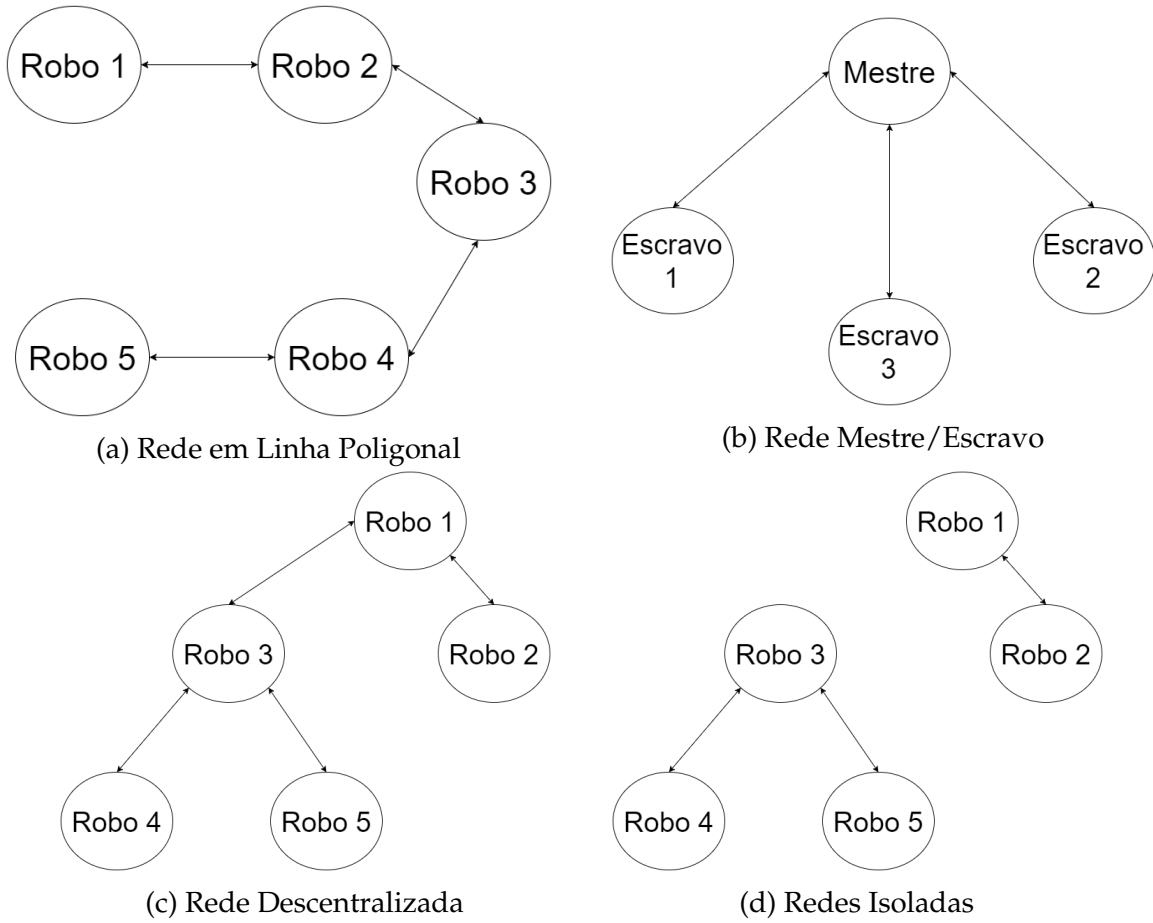 Robo 1
Robo 2
Robo 3
Robo 5
Robo 4
(a) Rede em Linha Poligonal
Mestre
Escravo
1
Escravo
2
Escravo
3
(b) Rede Mestre/Escravo
Robo 1
Robo 3
Robo 2
Robo 4
Robo 5
(c) Rede Descentralizada
Robo 1
Robo 3
Robo 2
Robo 4
Robo 5
(d) Redes Isoladas